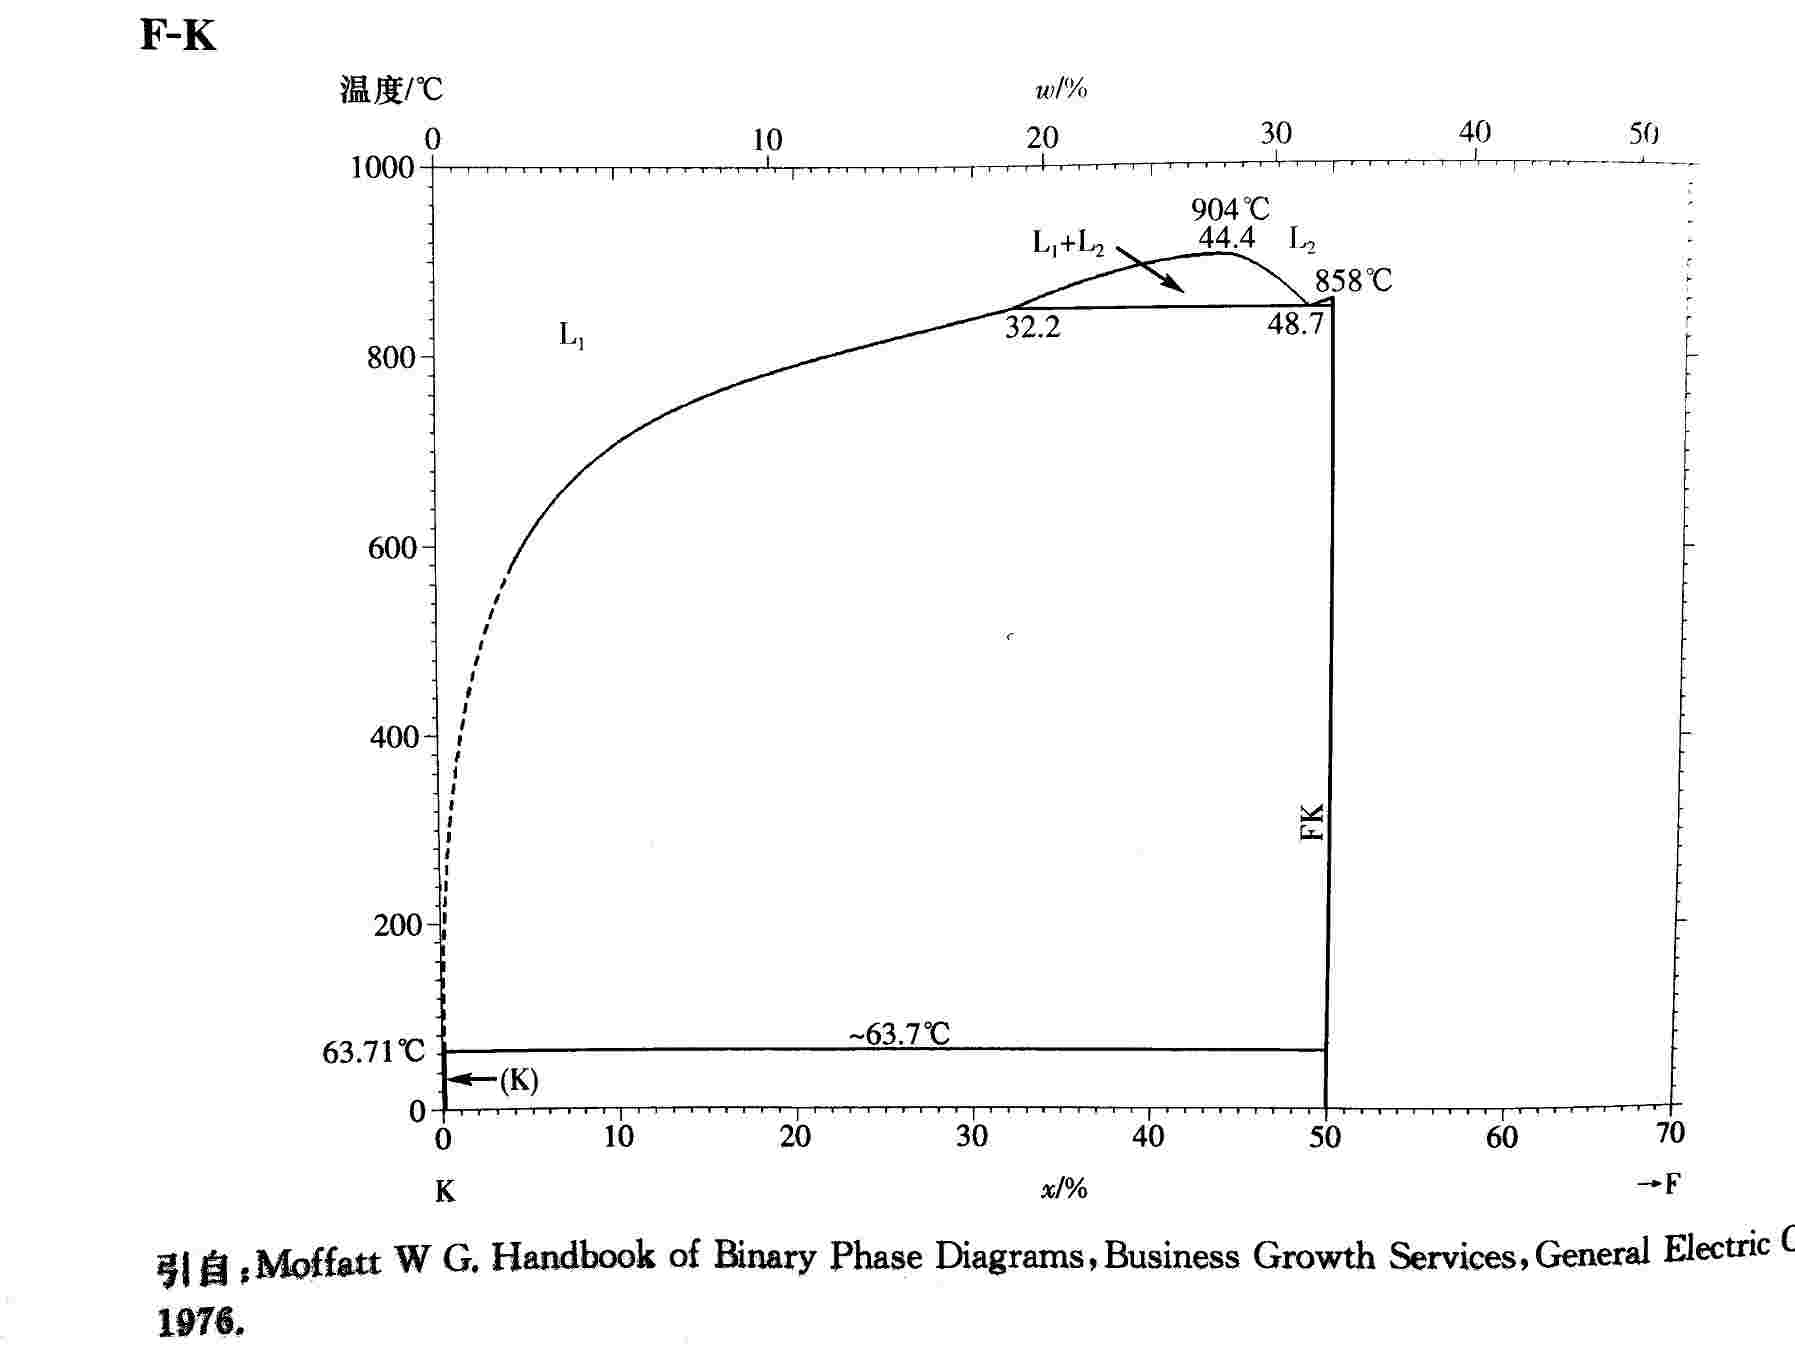 F-K
温度/℃
w/%
0 10 20 30 40 50
1000
904℃
L₁+L₂ 44.4 L₂
858℃
32.2 48.7
L₁
800
600
400
FK
200
~63.7℃
63.71℃
(K)
0
0 10 20 30 40 50 60 70
K x/% →F
引自:Moffatt W G. Handbook of Binary Phase Diagrams, Business Growth Services, General Electric
1976.